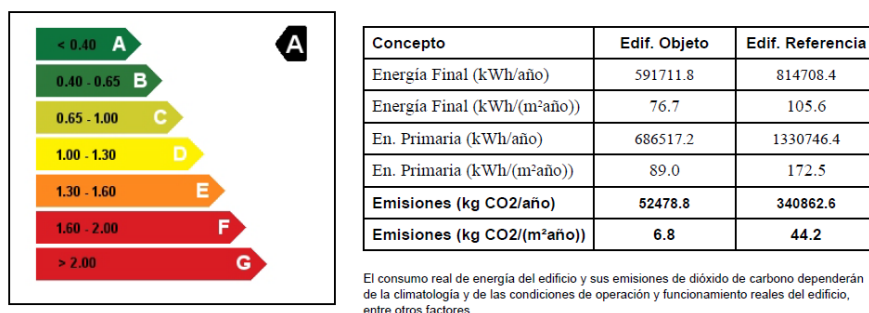 < 0.40 A
A
0.40 - 0.65 B
0.65 - 1.00 C
1.00 - 1.30 D
1.30 - 1.60 E
1.60 - 2.00 F
> 2.00 G
Concepto Edif. Objeto Edif. Referencia
Energía Final (kWh/año) 591711.8 814708.4
Energía Final (kWh/(m²año)) 76.7 105.6
En. Primaria (kWh/año) 686517.2 1330746.4
En. Primaria (kWh/(m²año)) 89.0 172.5
Emisiones (kg CO2/año) 52478.8 340862.6
Emisiones (kg CO2/(m²año)) 6.8 44.2
El consumo real de energía del edificio y sus emisiones de dióxido de carbono dependerán
de la climatología y de las condiciones de operación y funcionamiento reales del edificio,
entre otros factores